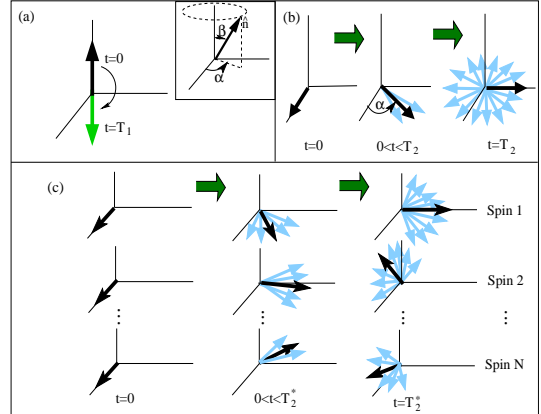 (a)
t=0
t=T₁
β
n̂
α
(b)
α
t=0
0<t<T₂
t=T₂
(c)
Spin 1
Spin 2
⋮ ⋮ ⋮ ⋮
Spin N
t=0
0<t<T₂*
t=T₂*